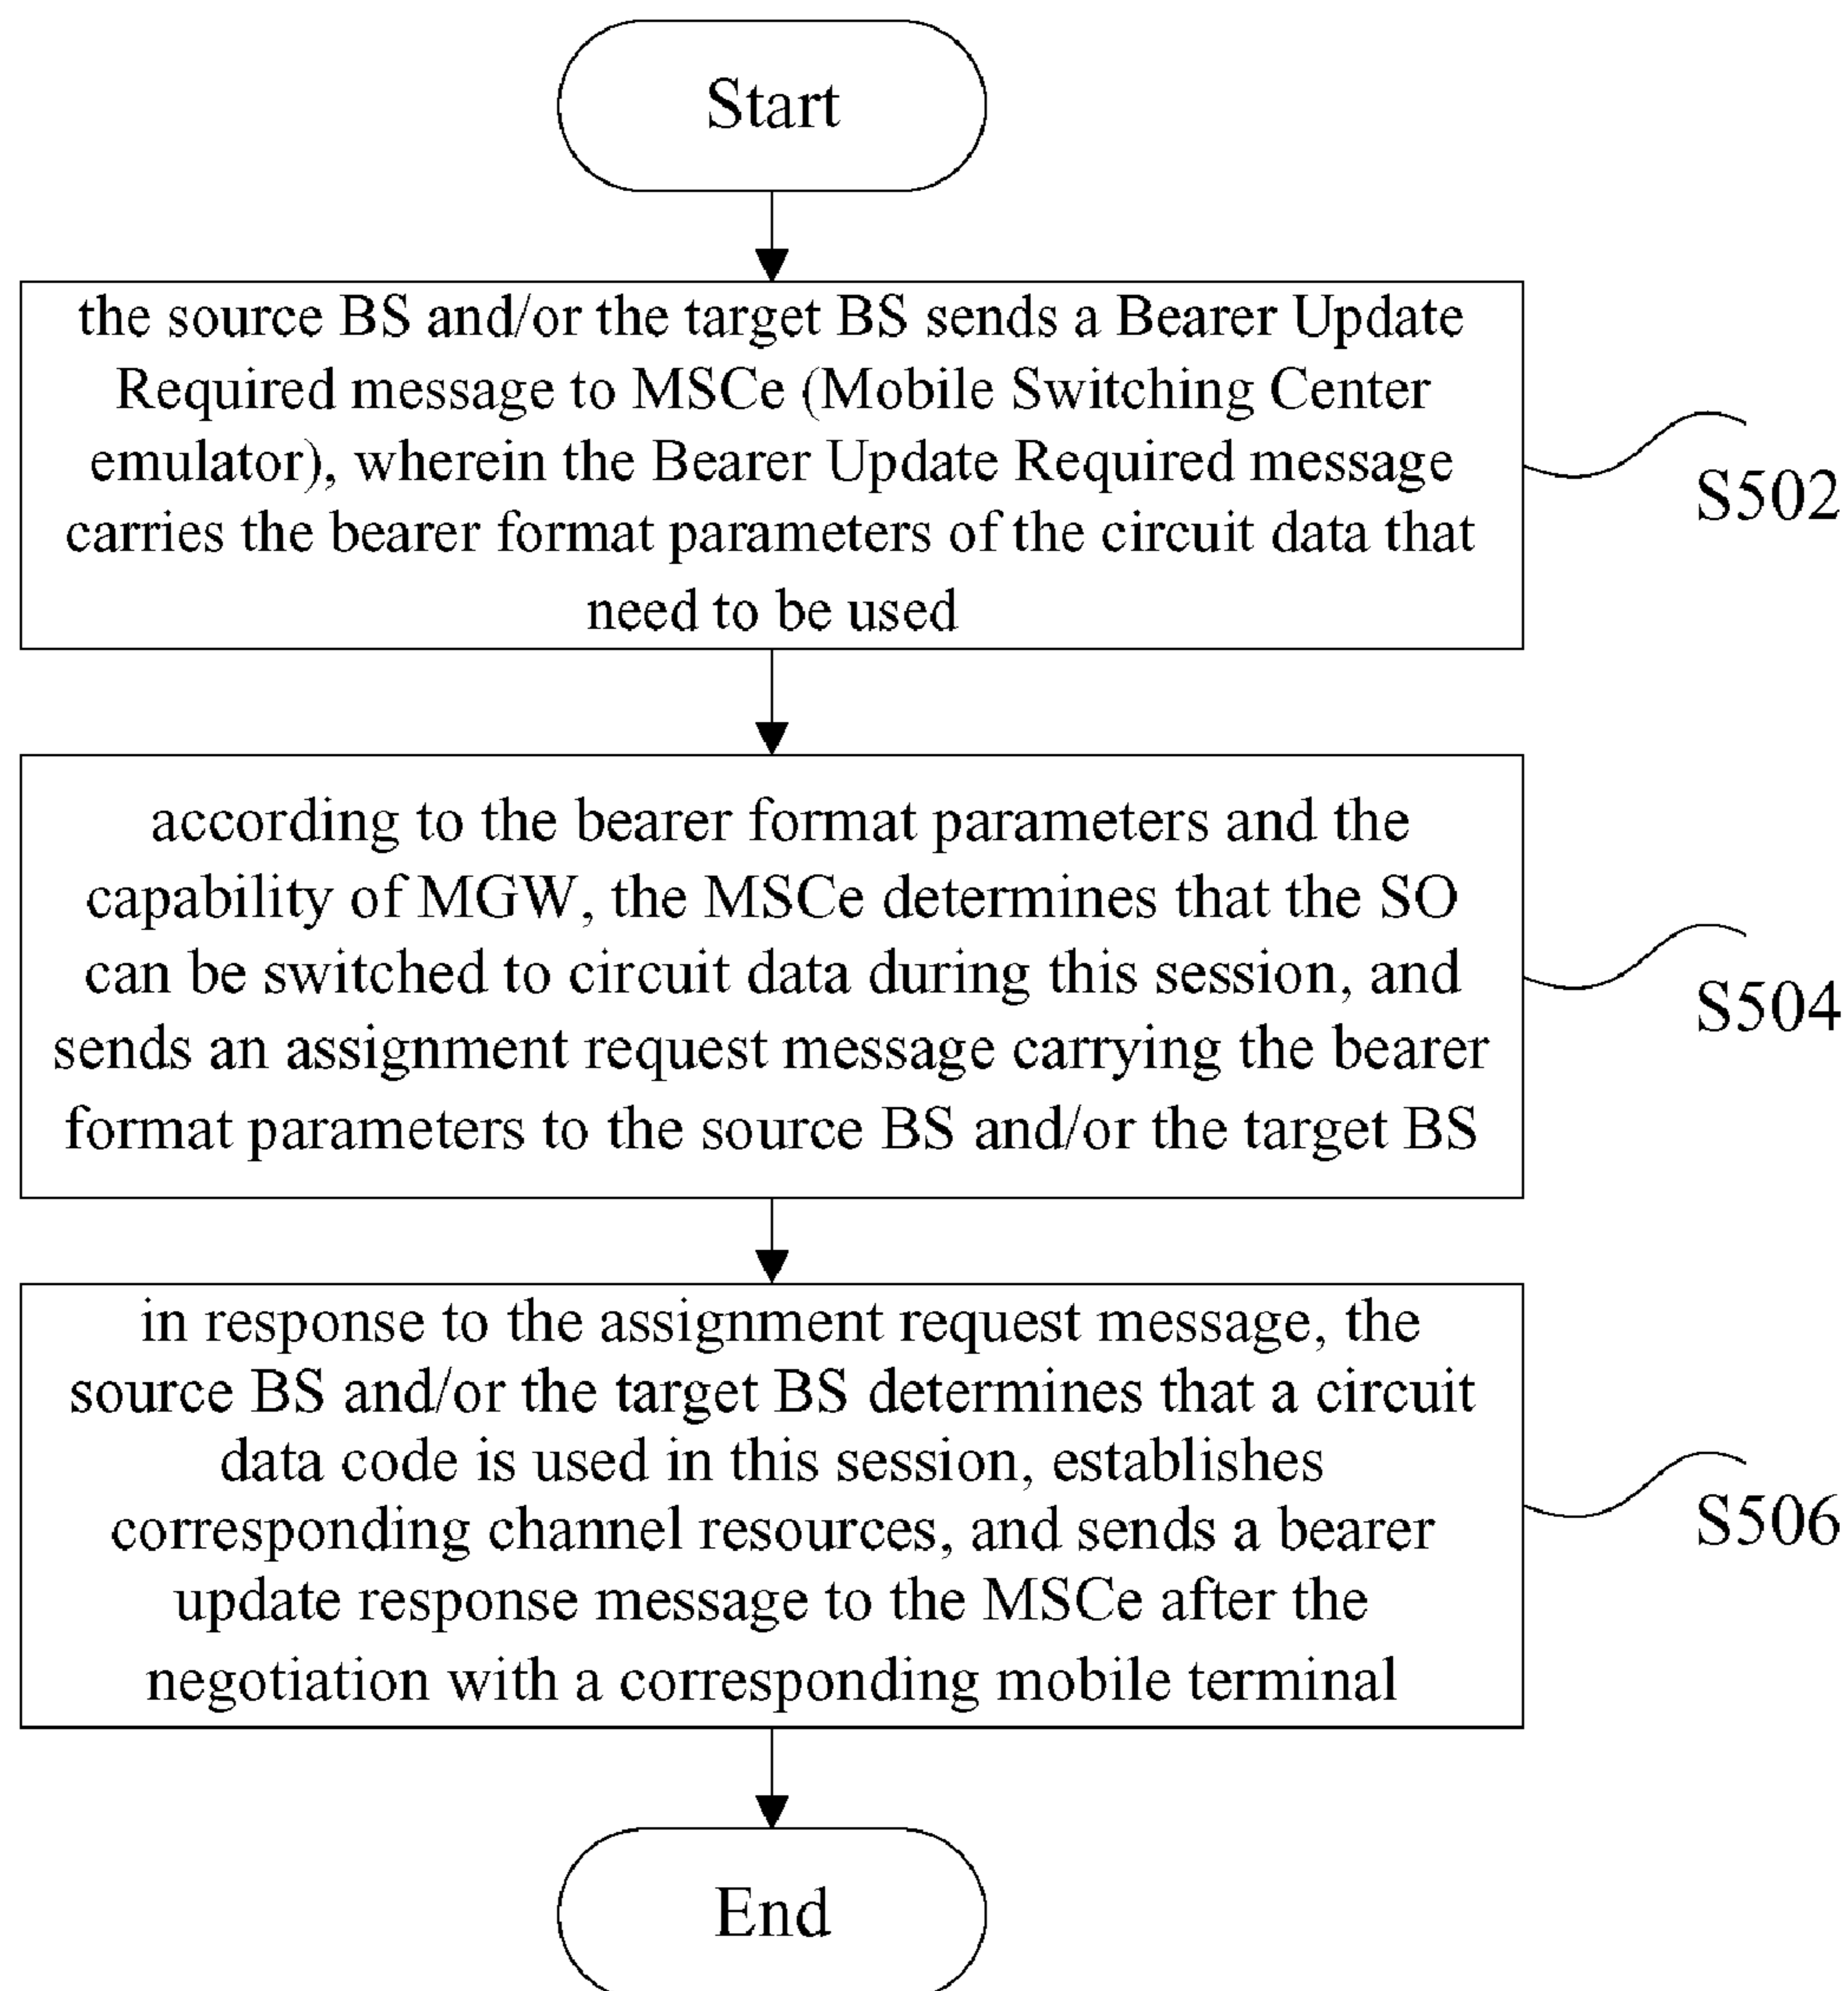 Start
the source BS and/or the target BS sends a Bearer Update
Required message to MSCe (Mobile Switching Center
emulator), wherein the Bearer Update Required message
carries the bearer format parameters of the circuit data that
need to be used
S502
according to the bearer format parameters and the
capability of MGW, the MSCe determines that the SO
can be switched to circuit data during this session, and
sends an assignment request message carrying the bearer
format parameters to the source BS and/or the target BS
S504
in response to the assignment request message, the
source BS and/or the target BS determines that a circuit
data code is used in this session, establishes
corresponding channel resources, and sends a bearer
update response message to the MSCe after the
negotiation with a corresponding mobile terminal
S506
End